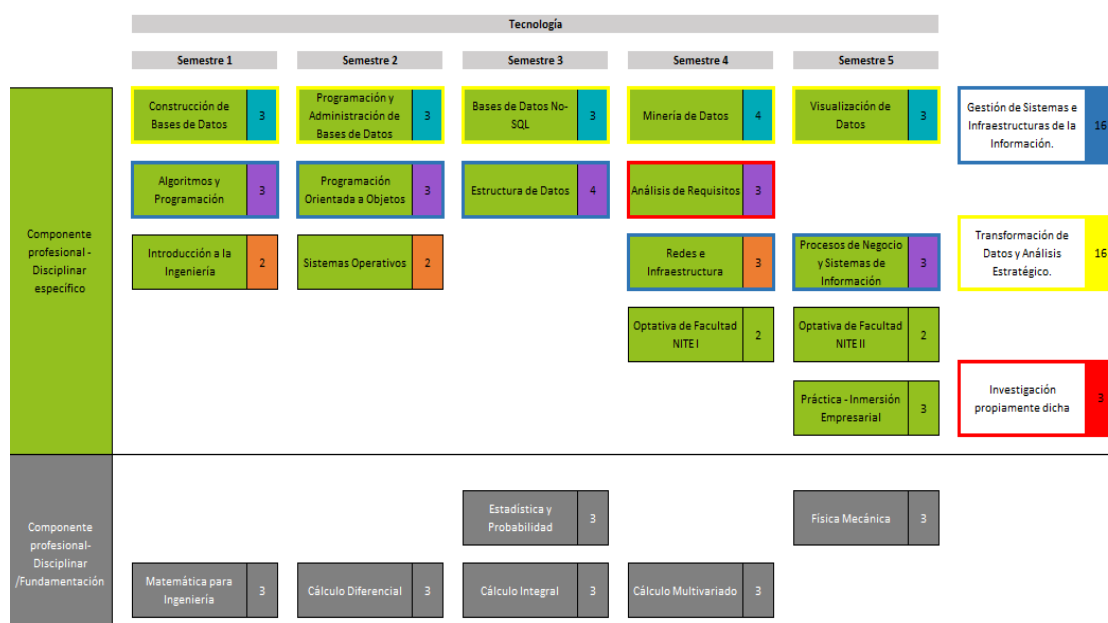 Tecnología
Semestre 1
Semestre 2
Semestre 3
Semestre 4
Semestre 5
Componente
profesional -
Disciplinar
especifico
Construcción de
Bases de Datos
3
Programación y
Administración de
Bases de Datos
3
Bases de Datos No-
SQL
3
Minería de Datos
4
Visualización de
Datos
3
Gestión de Sistemas e
Infraestructuras de la
Información.
16
Algoritmos y
Programación
3
Programación
Orientada a Objetos
3
Estructura de Datos
4
Análisis de Requisitos
3
Introducción a la
Ingeniería
2
Sistemas Operativos
2
Redes e
Infraestructura
3
Procesos de Negocio
y Sistemas de
Información
3
Transformación de
Datos y Análisis
Estratégico.
16
Optativa de Facultad
NITE I
2
Optativa de Facultad
NITE II
2
Práctica - Inmersión
Empresarial
3
Investigación
propiamente dicha
3
Componente
profesional-
Disciplinar
/Fundamentación
Estadística y
Probabilidad
3
Física Mecánica
3
Matemática para
Ingeniería
3
Cálculo Diferencial
3
Cálculo Integral
3
Cálculo Multivariado
3